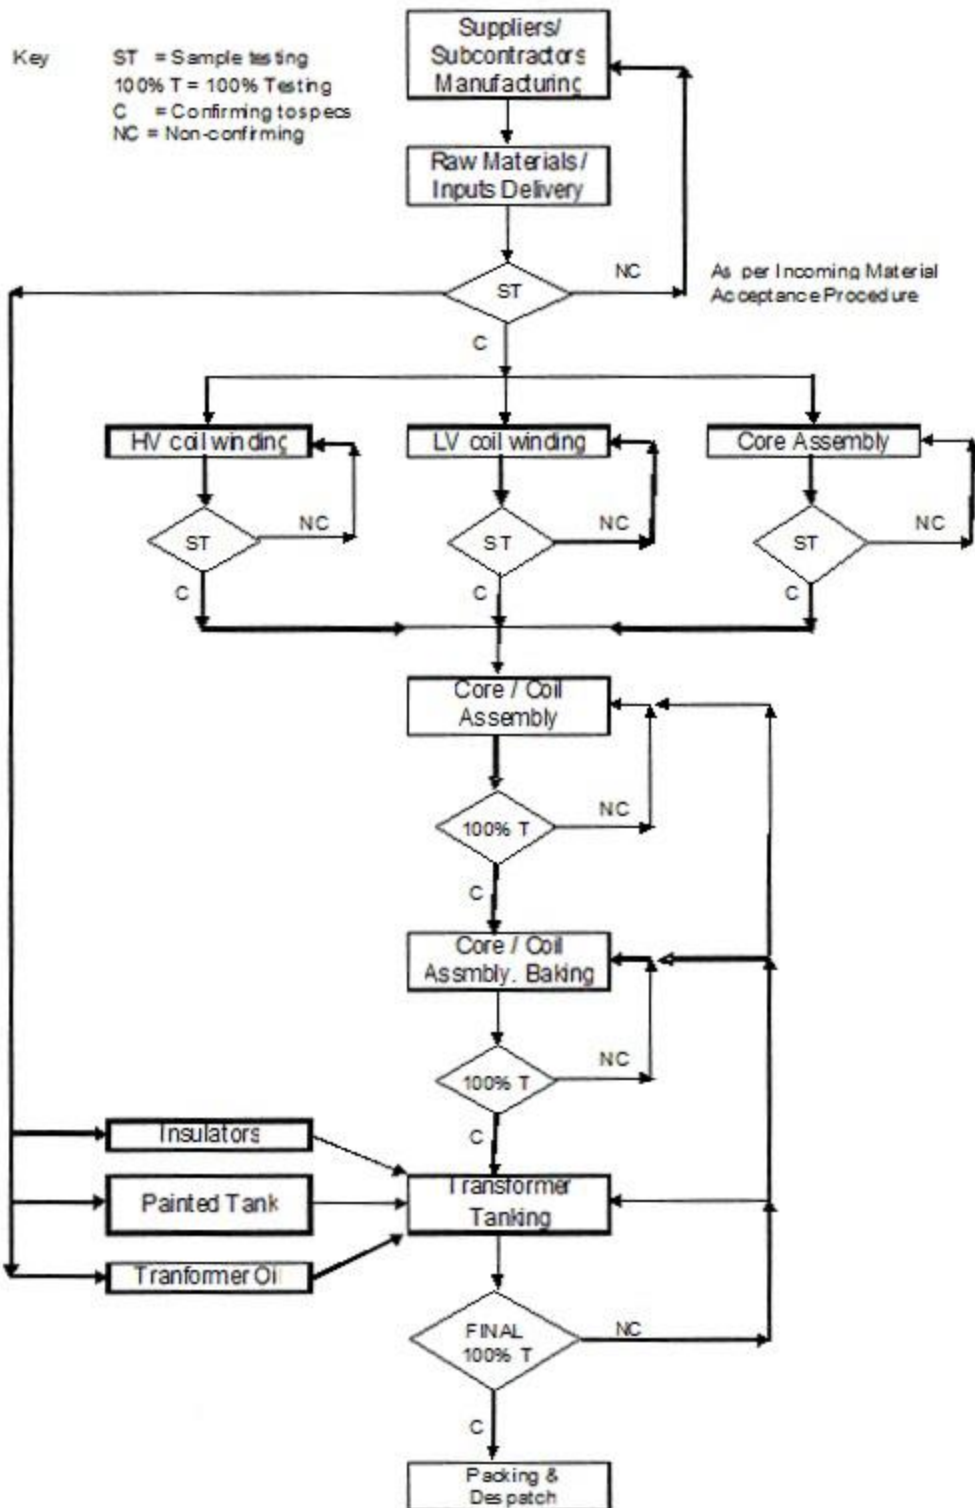 Key
ST = Sample testing
100% T = 100% Testing
C = Confirming to specs
NC = Non-confirming
Suppliers/
Subcontractors
Manufacturing
Raw Materials/
Inputs Delivery
ST
NC
As per Incoming Material
Acceptance Procedure
C
HV coil winding
LV coil winding
Core Assembly
ST
NC
ST
NC
ST
NC
C
C
C
Core / Coil
Assembly
100% T
NC
C
Core / Coil
Assmbly. Baking
100% T
NC
C
Insulators
Painted Tank
Tranformer Oil
Transformer
Tanking
FINAL
100% T
NC
C
Packing &
Despatch